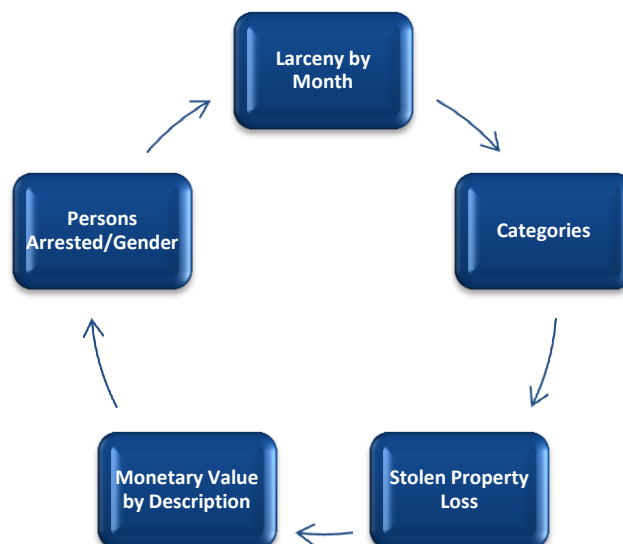 Larceny by
Month
Categories
Stolen Property
Loss
Monetary Value
by Description
Persons
Arrested/Gender